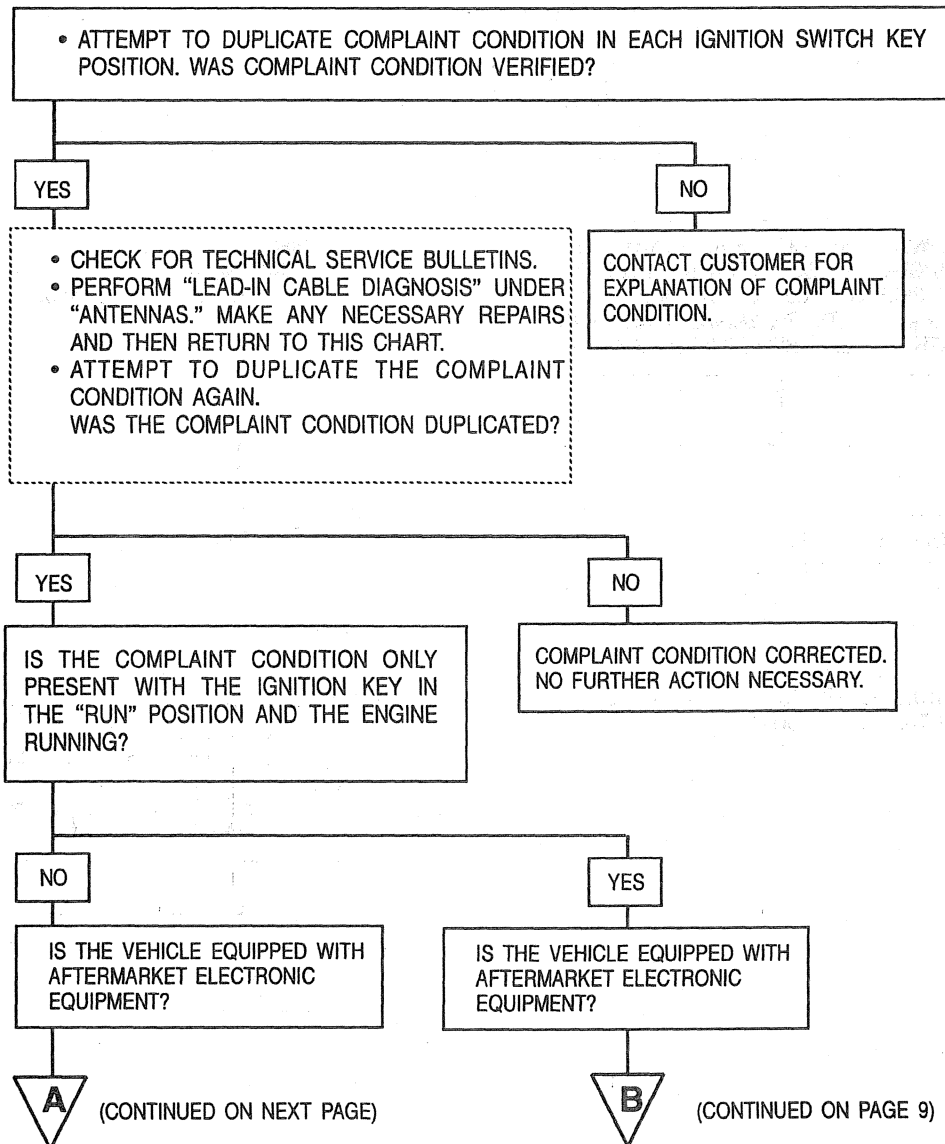 • ATTEMPT TO DUPLICATE COMPLAINT CONDITION IN EACH IGNITION SWITCH KEY
POSITION. WAS COMPLAINT CONDITION VERIFIED?
YES
NO
• CHECK FOR TECHNICAL SERVICE BULLETINS.
• PERFORM “LEAD-IN CABLE DIAGNOSIS” UNDER
“ANTENNAS.” MAKE ANY NECESSARY REPAIRS
AND THEN RETURN TO THIS CHART.
• ATTEMPT TO DUPLICATE THE COMPLAINT
CONDITION AGAIN.
WAS THE COMPLAINT CONDITION DUPLICATED?
CONTACT CUSTOMER FOR
EXPLANATION OF COMPLAINT
CONDITION.
YES
NO
IS THE COMPLAINT CONDITION ONLY
PRESENT WITH THE IGNITION KEY IN
THE “RUN” POSITION AND THE ENGINE
RUNNING?
COMPLAINT CONDITION CORRECTED.
NO FURTHER ACTION NECESSARY.
NO
YES
IS THE VEHICLE EQUIPPED WITH
AFTERMARKET ELECTRONIC
EQUIPMENT?
IS THE VEHICLE EQUIPPED WITH
AFTERMARKET ELECTRONIC
EQUIPMENT?
A (CONTINUED ON NEXT PAGE)
B (CONTINUED ON PAGE 9)